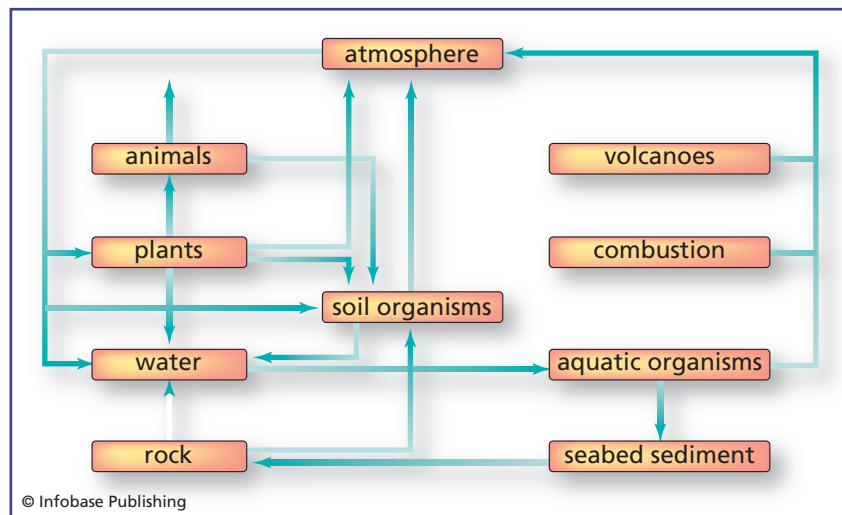 atmosphere
animals
volcanoes
plants
combustion
soil organisms
water
aquatic organisms
rock
seabed sediment
© Infobase Publishing